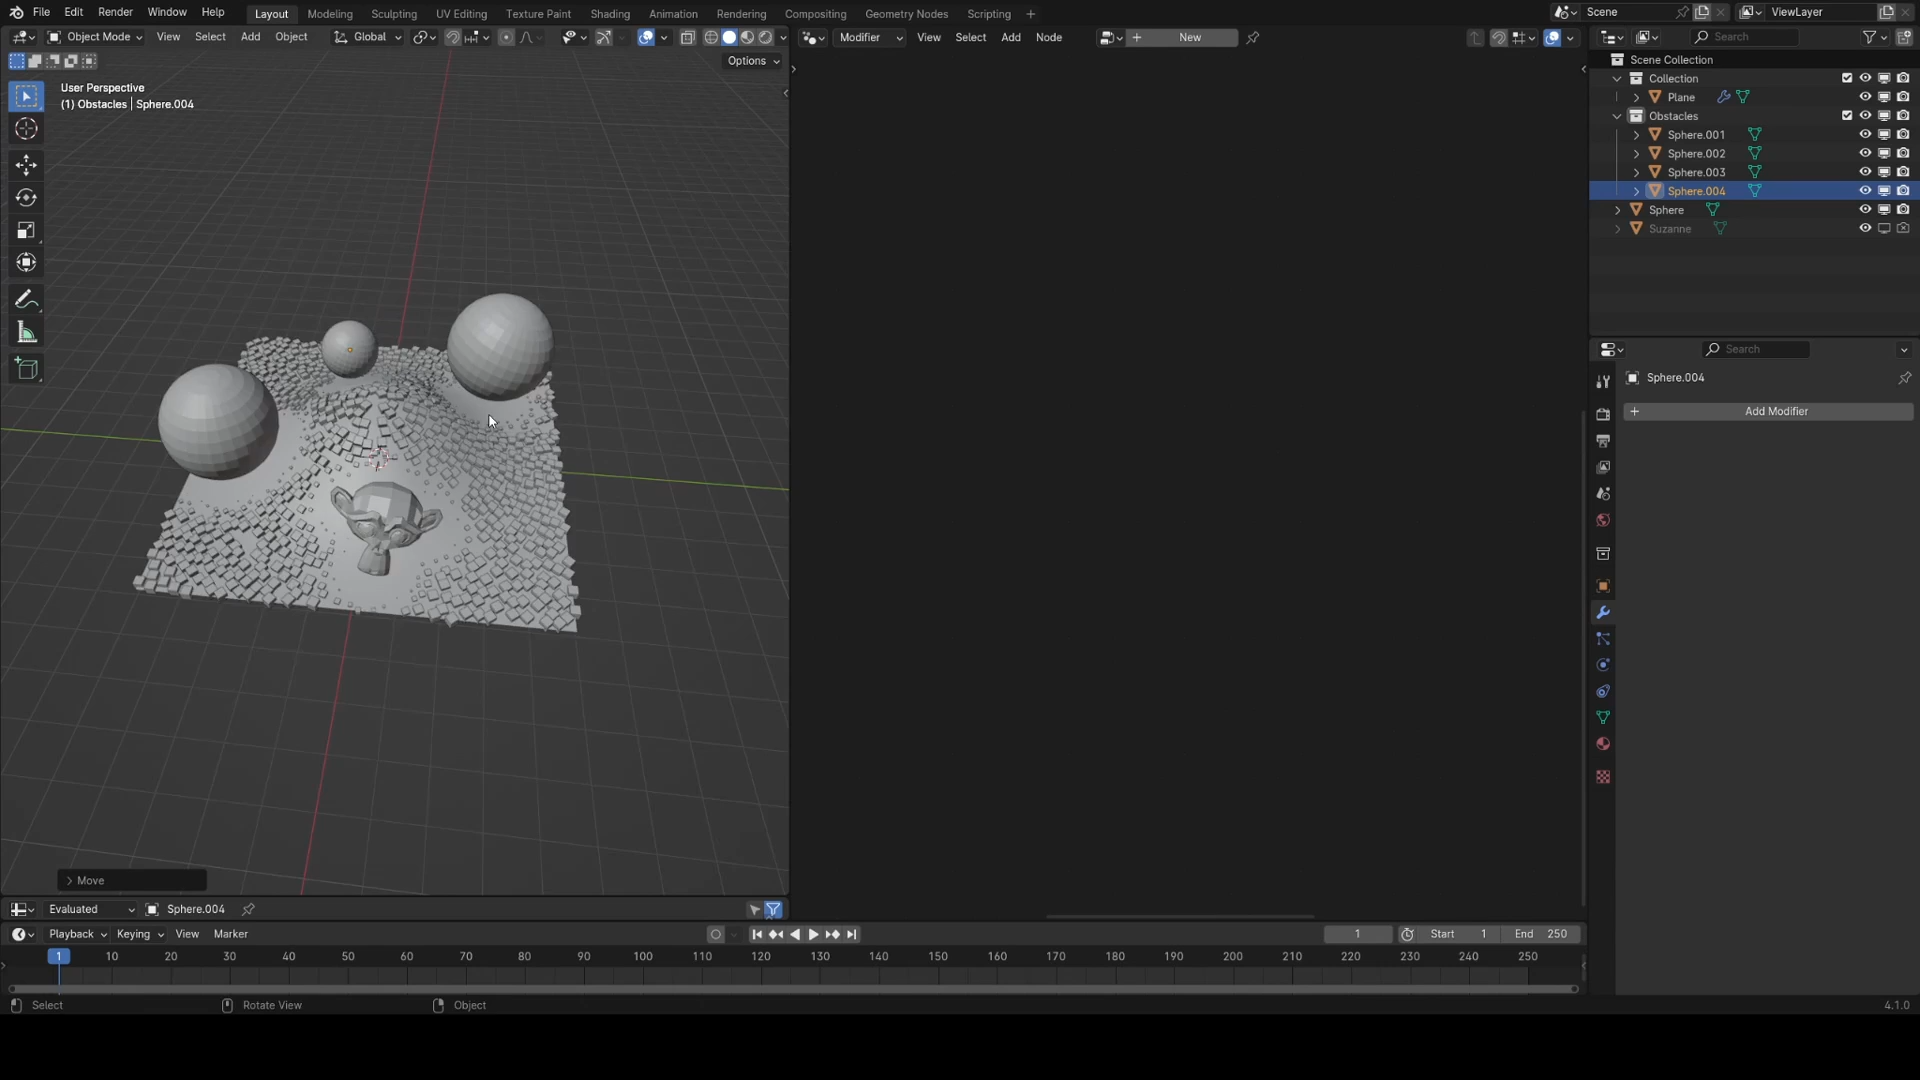 File Edit Render Window Help Layout Modeling Sculpting UV Editing Texture Paint Shading Animation Rendering Compositing Geometry Nodes Scripting + Scene ViewLayer
Object Mode View Select Add Object Global Modifier View Select Add Node + New Search
Options
User Perspective
(1) Obstacles | Sphere.004
Scene Collection
Collection
Plane
Obstacles
Sphere.001
Sphere.002
Sphere.003
Sphere.004
Sphere
Suzanne
Search
Sphere.004
+ Add Modifier
> Move
Evaluated Sphere.004
Playback Keying View Marker 1 Start 1 End 250
1 10 20 30 40 50 60 70 80 90 100 110 120 130 140 150 160 170 180 190 200 210 220 230 240 250
Select Rotate View Object 4.1.0